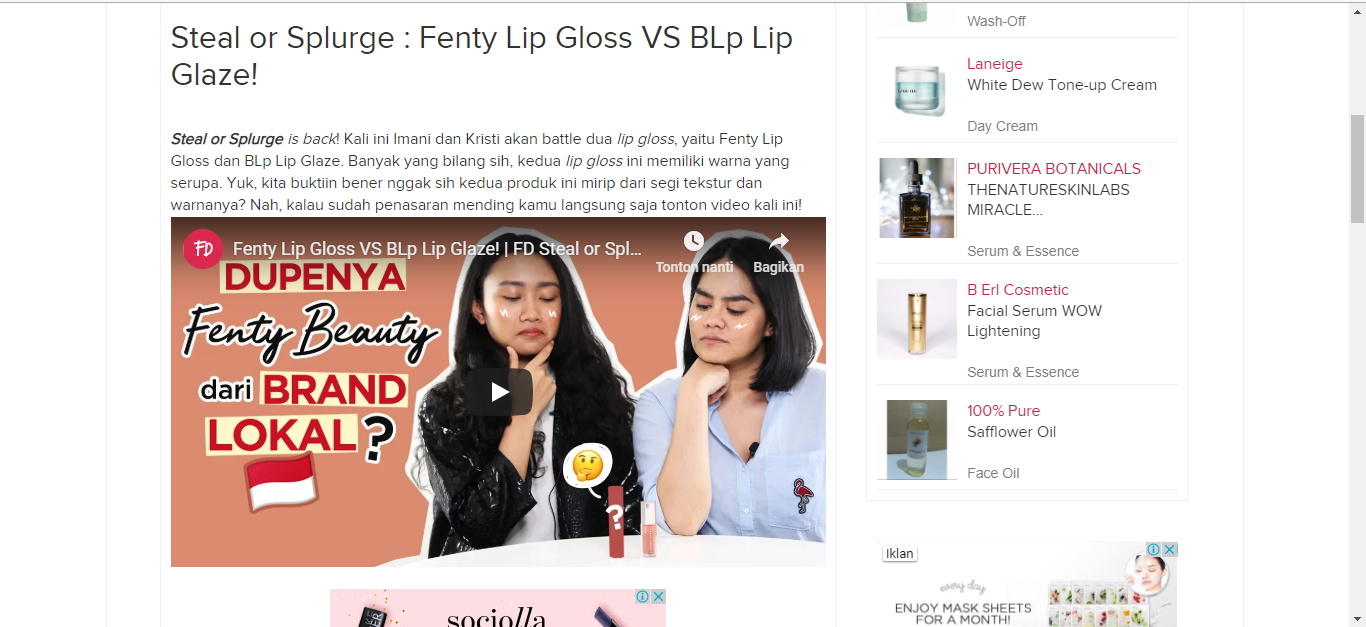 Steal or Splurge : Fenty Lip Gloss VS BLp Lip
Glaze!
Steal or Splurge is back! Kali ini Imani dan Kristi akan battle dua lip gloss, yaitu Fenty Lip
Gloss dan BLp Lip Glaze. Banyak yang bilang sih, kedua lip gloss ini memiliki warna yang
serupa. Yuk, kita buktiin bener nggak sih kedua produk ini mirip dari segi tekstur dan
warnanya? Nah, kalau sudah penasaran mending kamu langsung saja tonton video kali ini!
FD
Fenty Lip Gloss VS BLp Lip Glaze! | FD Steal or Spl...
Tonton nanti
Bagikan
DUPENYA
Fenty Beauty
dari BRAND
LOKAL?
?
sociolla
Wash-Off
Laneige
White Dew Tone-up Cream
Day Cream
PURIVERA BOTANICALS
THENATURESKINLABS
MIRACLE...
Serum & Essence
B Erl Cosmetic
Facial Serum WOW
Lightening
Serum & Essence
100% Pure
Safflower Oil
Face Oil
Iklan
every day
ENJOY MASK SHEETS
FOR A MONTH!